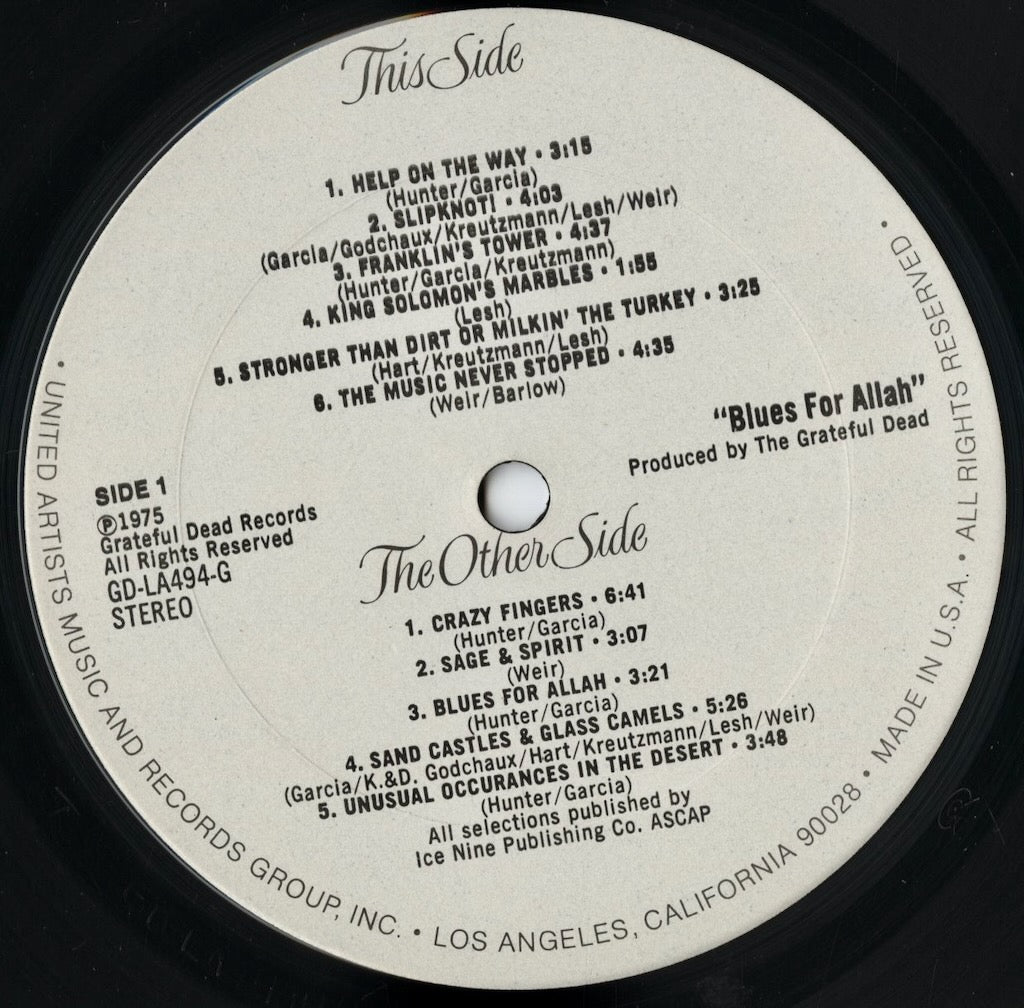 This Side
1. HELP ON THE WAY • 3:15
(Hunter/Garcia)
2. SLIPKNOT! • 4:03
(Garcia/Godchaux/Kreutzmann/Lesh/Weir)
3. FRANKLIN'S TOWER • 4:37
(Hunter/Garcia/Kreutzmann)
4. KING SOLOMON'S MARBLES • 1:55
(Lesh)
5. STRONGER THAN DIRT OR MILKIN' THE TURKEY • 3:25
(Hart/Kreutzmann/Lesh)
6. THE MUSIC NEVER STOPPED • 4:35
(Weir/Barlow)
"Blues For Allah"
Produced by The Grateful Dead
SIDE 1
Ⓟ1975
Grateful Dead Records
All Rights Reserved
GD-LA494-G
STEREO
The Other Side
1. CRAZY FINGERS • 6:41
(Hunter/Garcia)
2. SAGE & SPIRIT • 3:07
(Weir)
3. BLUES FOR ALLAH • 3:21
(Hunter/Garcia)
4. SAND CASTLES & GLASS CAMELS • 5:26
(Garcia/K.&D. Godchaux/Hart/Kreutzmann/Lesh/Weir)
5. UNUSUAL OCCURANCES IN THE DESERT • 3:48
(Hunter/Garcia)
All selections published by
Ice Nine Publishing Co. ASCAP
• UNITED ARTISTS MUSIC AND RECORDS GROUP, INC. • LOS ANGELES, CALIFORNIA 90028 • MADE IN U.S.A. • ALL RIGHTS RESERVED •